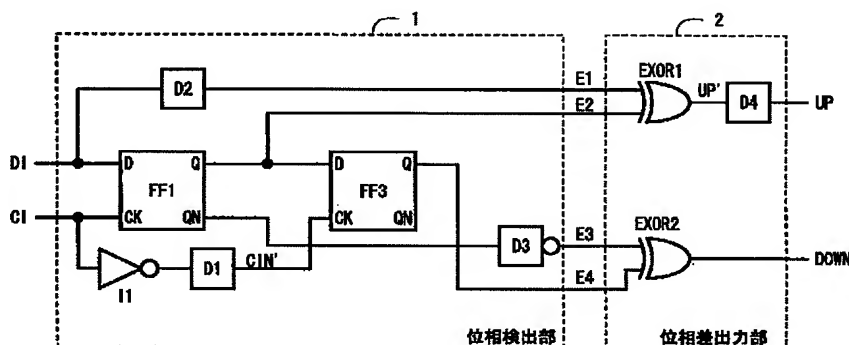 1
2
D2
E1
E2
EXOR1
UP'
D4
UP
DI
D
Q
FF1
CK
QN
D
Q
FF3
CK
QN
CI
I1
D1
CIN'
D3
E3
E4
EXOR2
DOWN
位相検出部
位相差出力部